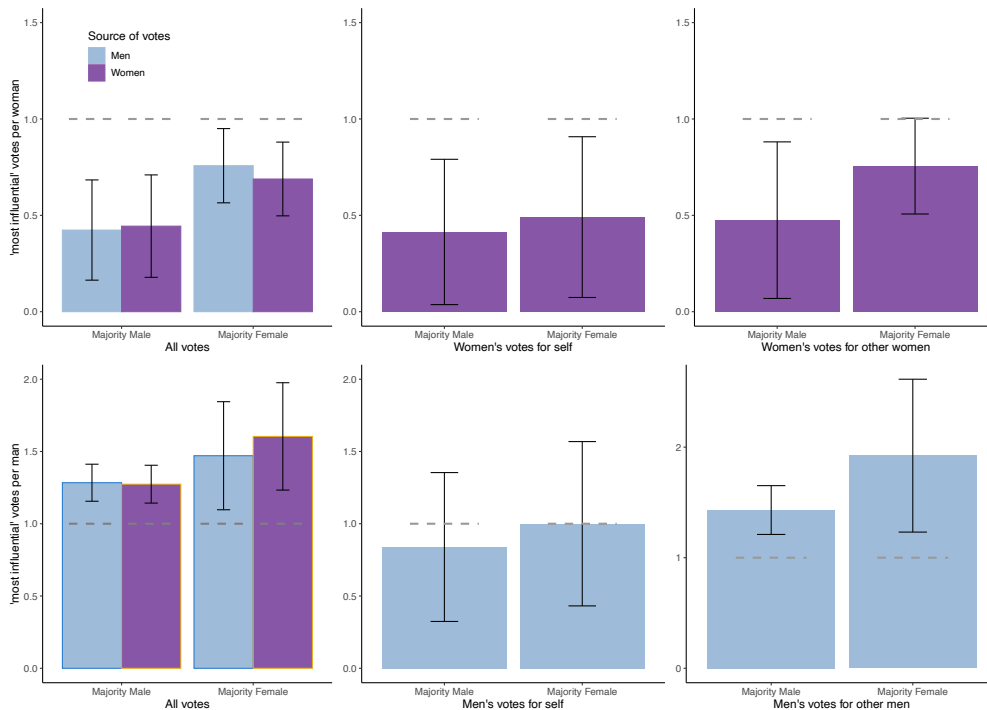 'most influential' votes per woman
1.5
1.0
0.5
0.0
Source of votes
Men
Women
Majority Male
Majority Female
All votes
1.5
1.0
0.5
0.0
Majority Male
Majority Female
Women's votes for self
1.5
1.0
0.5
0.0
Majority Male
Majority Female
Women's votes for other women
'most influential' votes per man
2.0
1.5
1.0
0.5
0.0
Majority Male
Majority Female
All votes
2.0
1.5
1.0
0.5
0.0
Majority Male
Majority Female
Men's votes for self
2
1
0
Majority Male
Majority Female
Men's votes for other men